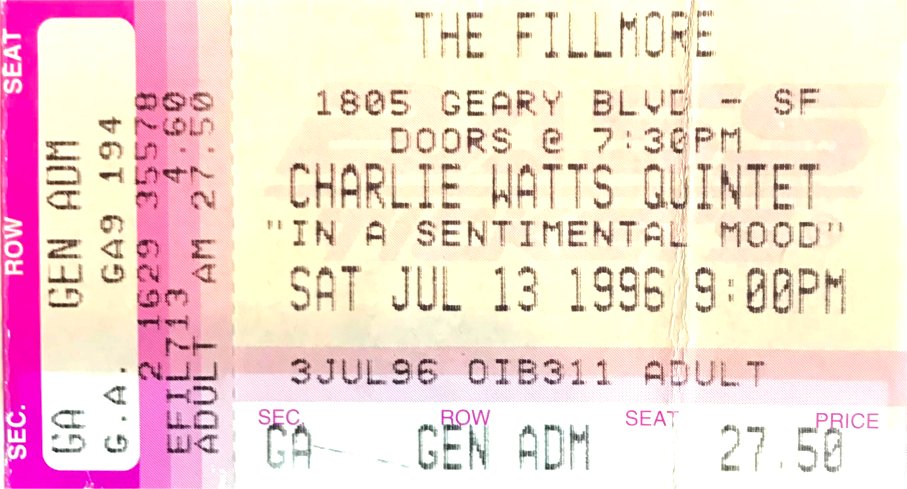 THE FILLMORE
1805 GEARY BLVD - SF
DOORS @ 7:30PM
CHARLIE WATTS QUINTET
"IN A SENTIMENTAL MOOD"
SAT JUL 13 1996 9:00PM
3JUL96 OIB311 ADULT
SEC. ROW SEAT PRICE
GA GEN ADM 27.50
SEC. ROW SEAT
GA GEN ADM
G.A. GA9 194
2 1629 35578
EFIL713 4.60
ADULT AM 27.50